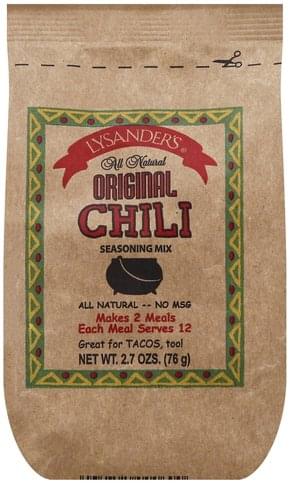 LYSANDER'S®
All Natural
ORIGINAL
CHILI
SEASONING MIX
ALL NATURAL -- NO MSG
Makes 2 Meals
Each Meal Serves 12
Great for TACOS, too!
NET WT. 2.7 OZS. (76 g)